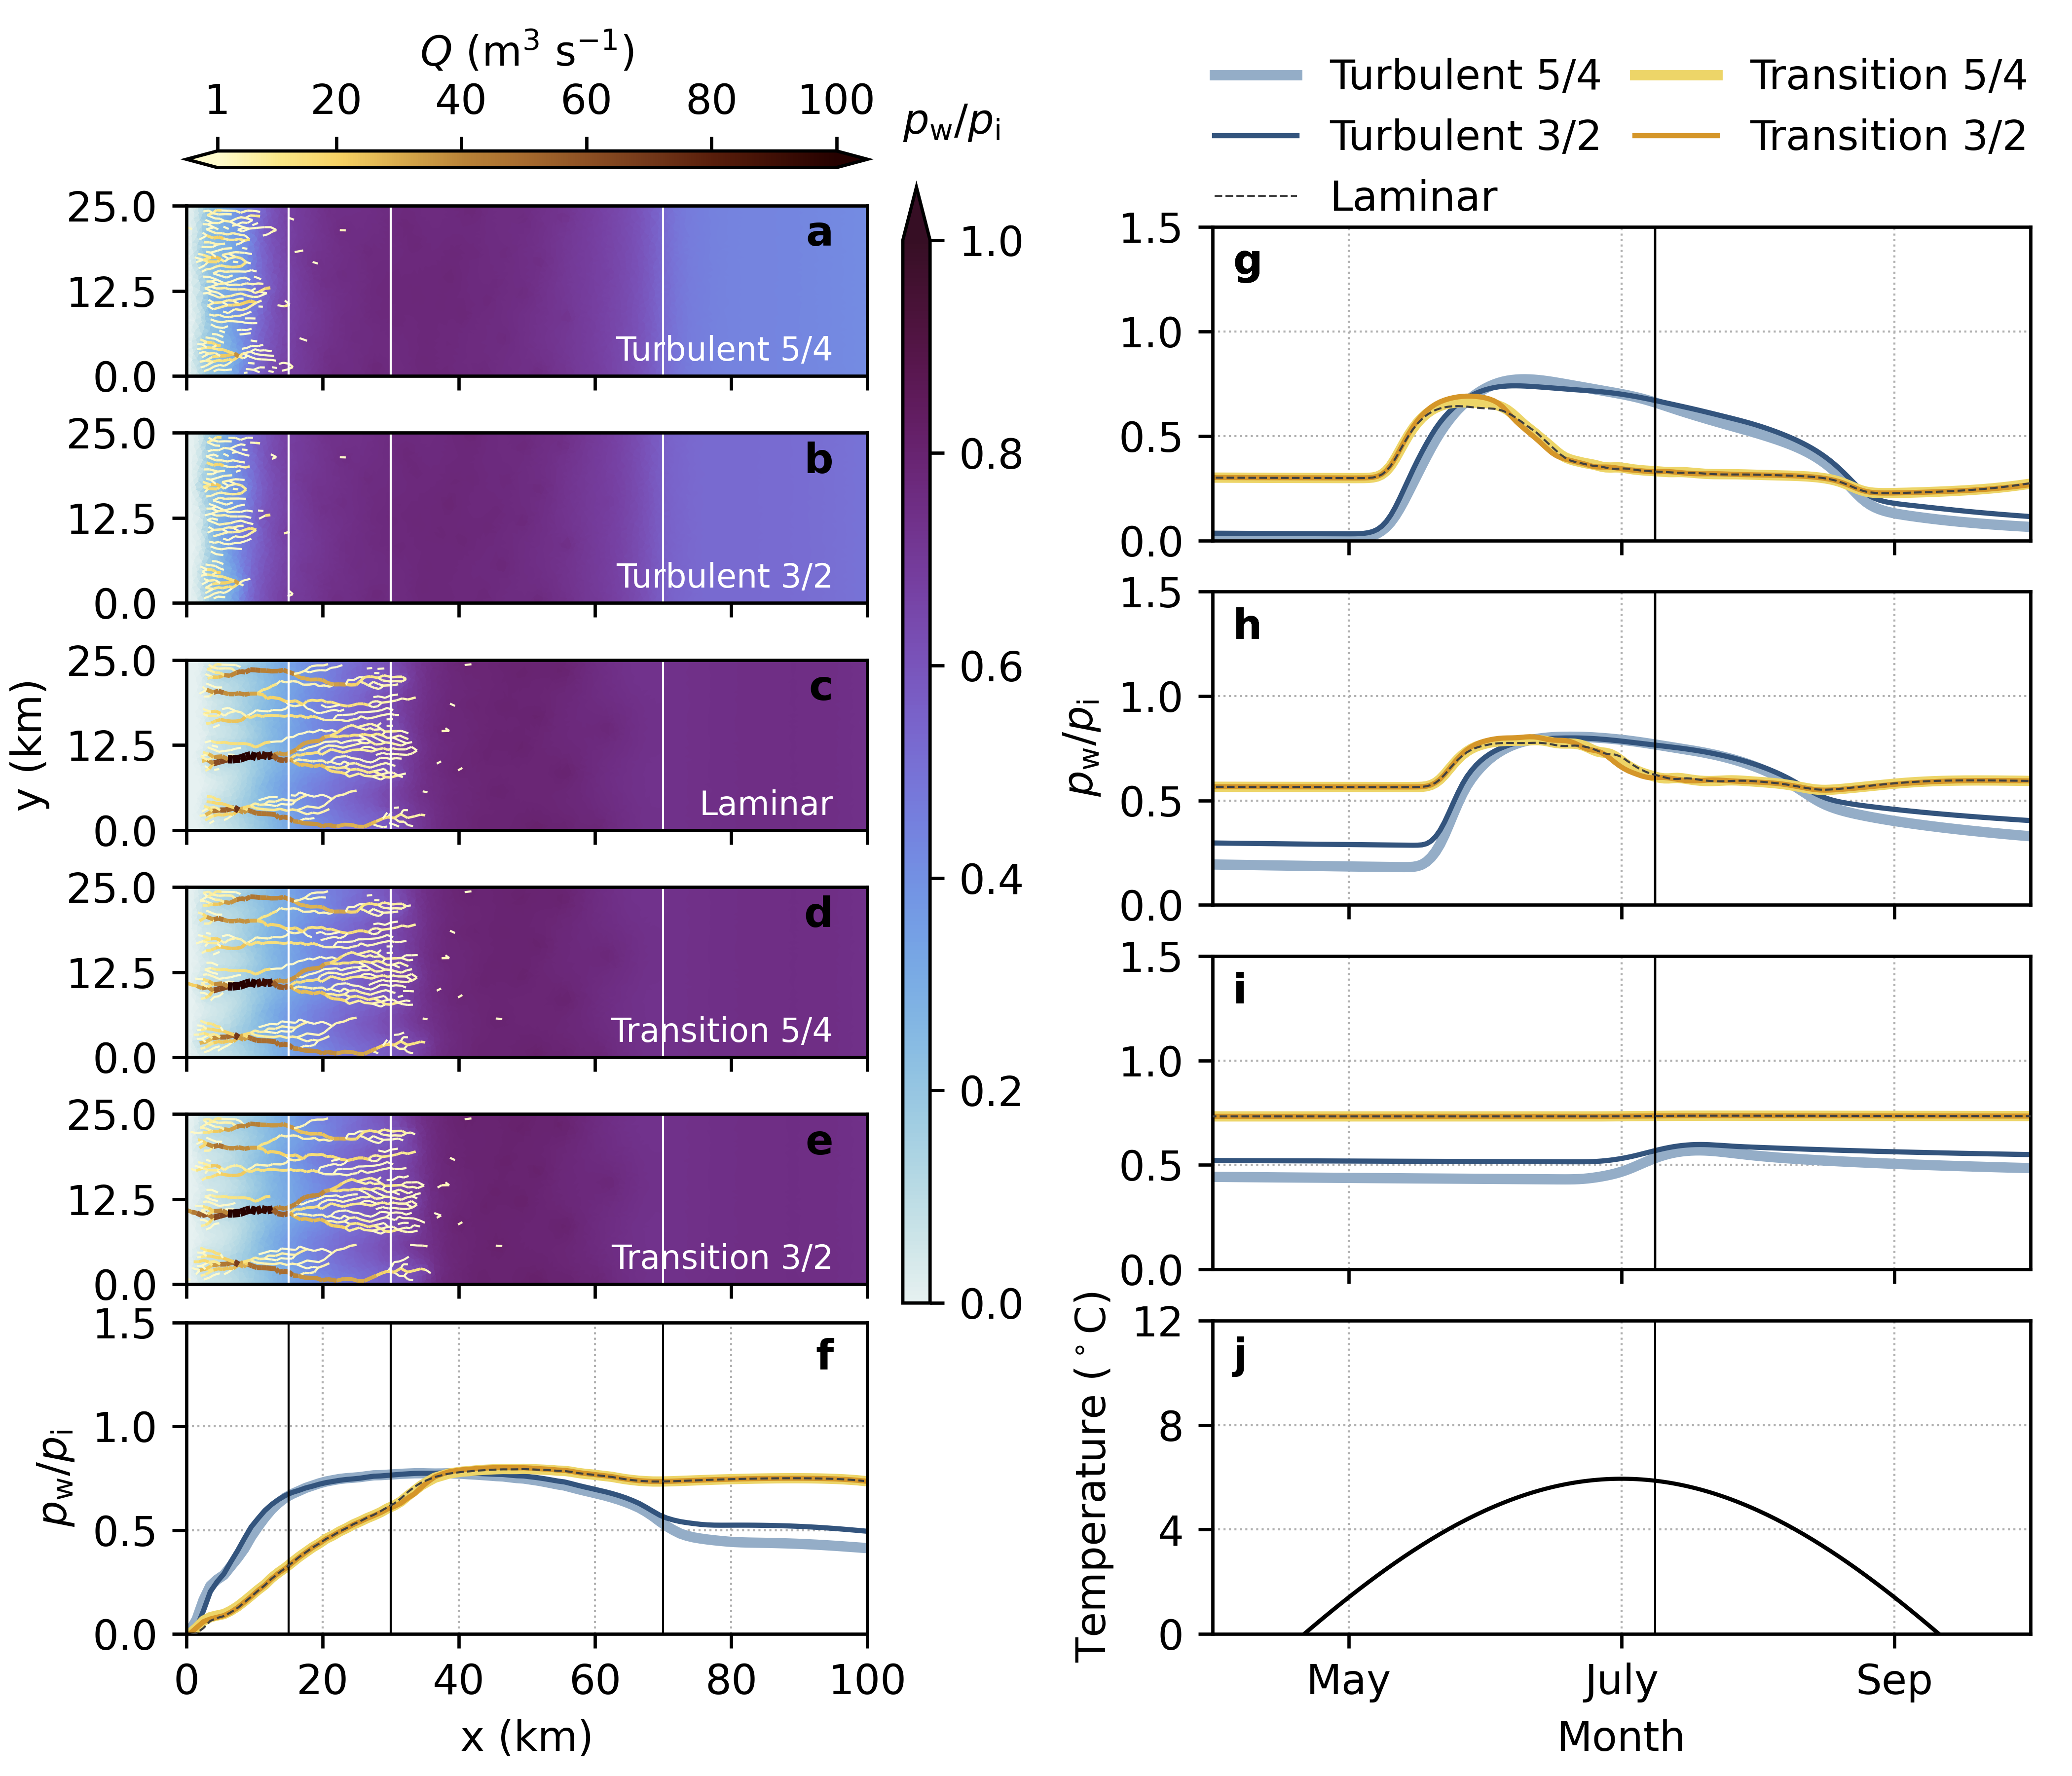 Q (m³ s⁻¹)
1 20 40 60 80 100
p_w/p_i
1.0
0.8
0.6
0.4
0.2
0.0
y (km)
25.0
12.5
0.0
a
Turbulent 5/4
25.0
12.5
0.0
b
Turbulent 3/2
25.0
12.5
0.0
c
Laminar
25.0
12.5
0.0
d
Transition 5/4
25.0
12.5
0.0
e
Transition 3/2
p_w/p_i
1.5
1.0
0.5
0.0
f
0 20 40 60 80 100
x (km)
Turbulent 5/4
Turbulent 3/2
Laminar
Transition 5/4
Transition 3/2
1.5
1.0
0.5
0.0
g
p_w/p_i
1.5
1.0
0.5
0.0
h
1.5
1.0
0.5
0.0
i
Temperature (°C)
12
8
4
0
j
May July Sep
Month